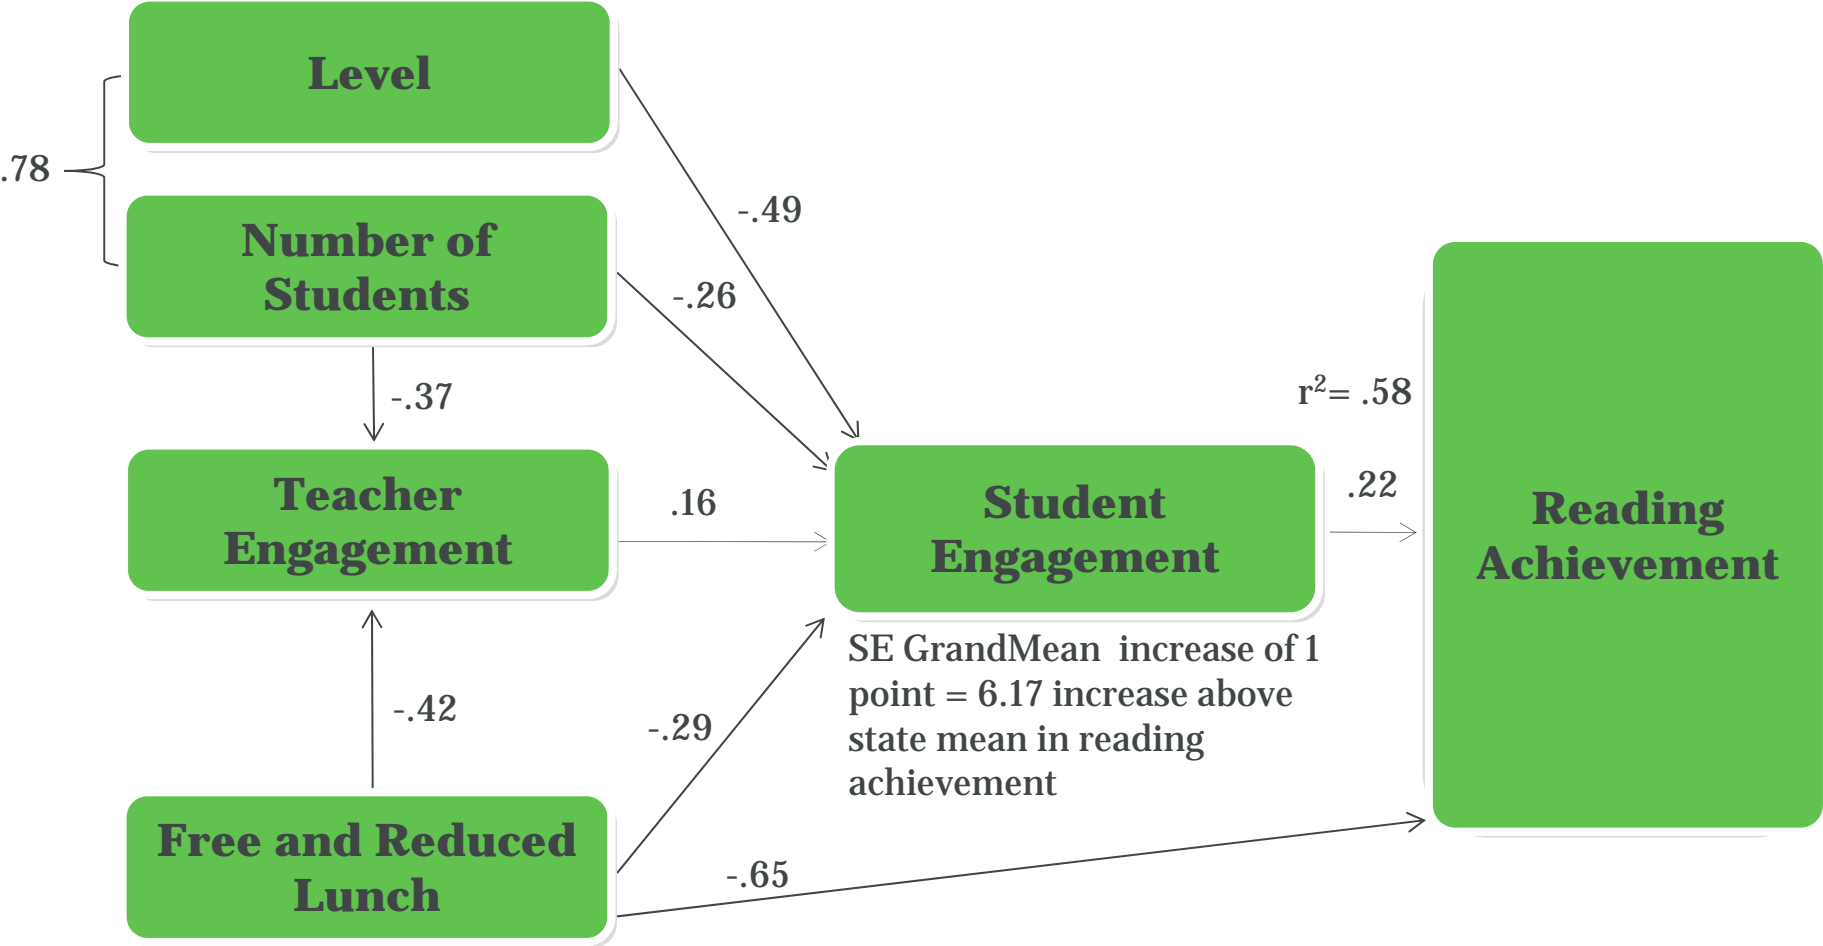 Level
.78
Number of
Students
-.49
-.26
-.37
r²= .58
Teacher
Engagement
.16
Student
Engagement
.22
Reading
Achievement
SE GrandMean increase of 1
point = 6.17 increase above
state mean in reading
achievement
-.42
-.29
Free and Reduced
Lunch
-.65